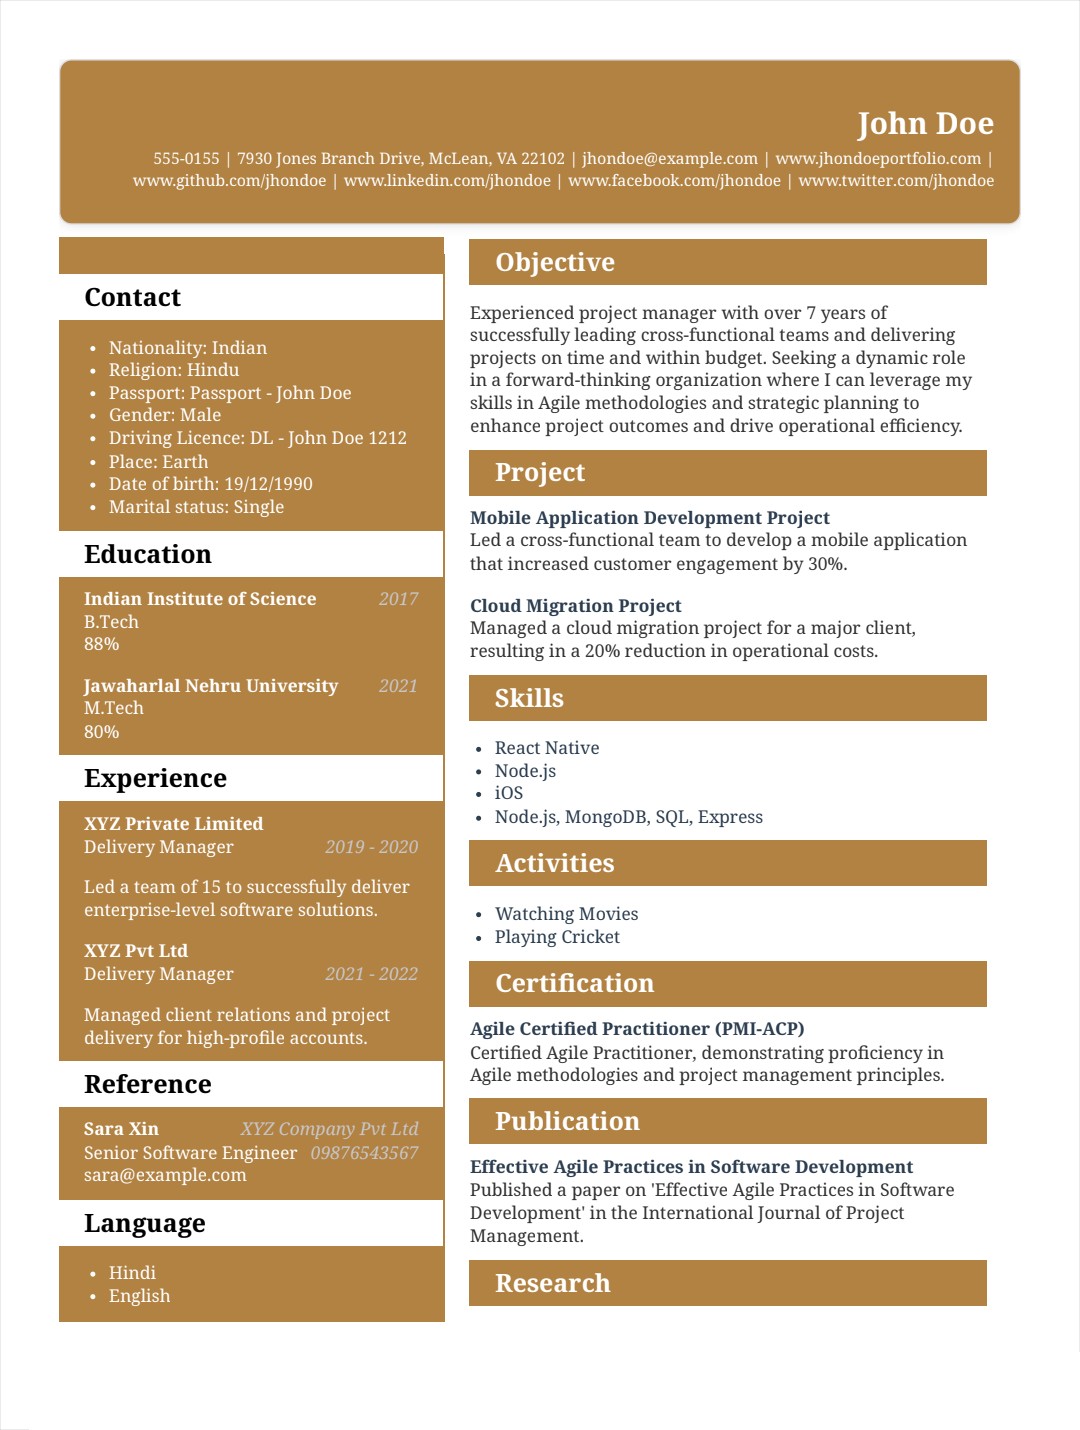 John Doe
555-0155 | 7930 Jones Branch Drive, McLean, VA 22102 | jhondoe@example.com | www.jhondoeportfolio.com |
www.github.com/jhondoe | www.linkedin.com/jhondoe | www.facebook.com/jhondoe | www.twitter.com/jhondoe
Contact
• Nationality: Indian
• Religion: Hindu
• Passport: Passport - John Doe
• Gender: Male
• Driving Licence: DL - John Doe 1212
• Place: Earth
• Date of birth: 19/12/1990
• Marital status: Single
Education
Indian Institute of Science 2017
B.Tech
88%
Jawaharlal Nehru University 2021
M.Tech
80%
Experience
XYZ Private Limited
Delivery Manager 2019 - 2020
Led a team of 15 to successfully deliver
enterprise-level software solutions.
XYZ Pvt Ltd
Delivery Manager 2021 - 2022
Managed client relations and project
delivery for high-profile accounts.
Reference
Sara Xin XYZ Company Pvt Ltd
Senior Software Engineer 09876543567
sara@example.com
Language
• Hindi
• English
Objective
Experienced project manager with over 7 years of
successfully leading cross-functional teams and delivering
projects on time and within budget. Seeking a dynamic role
in a forward-thinking organization where I can leverage my
skills in Agile methodologies and strategic planning to
enhance project outcomes and drive operational efficiency.
Project
Mobile Application Development Project
Led a cross-functional team to develop a mobile application
that increased customer engagement by 30%.
Cloud Migration Project
Managed a cloud migration project for a major client,
resulting in a 20% reduction in operational costs.
Skills
• React Native
• Node.js
• iOS
• Node.js, MongoDB, SQL, Express
Activities
• Watching Movies
• Playing Cricket
Certification
Agile Certified Practitioner (PMI-ACP)
Certified Agile Practitioner, demonstrating proficiency in
Agile methodologies and project management principles.
Publication
Effective Agile Practices in Software Development
Published a paper on 'Effective Agile Practices in Software
Development' in the International Journal of Project
Management.
Research